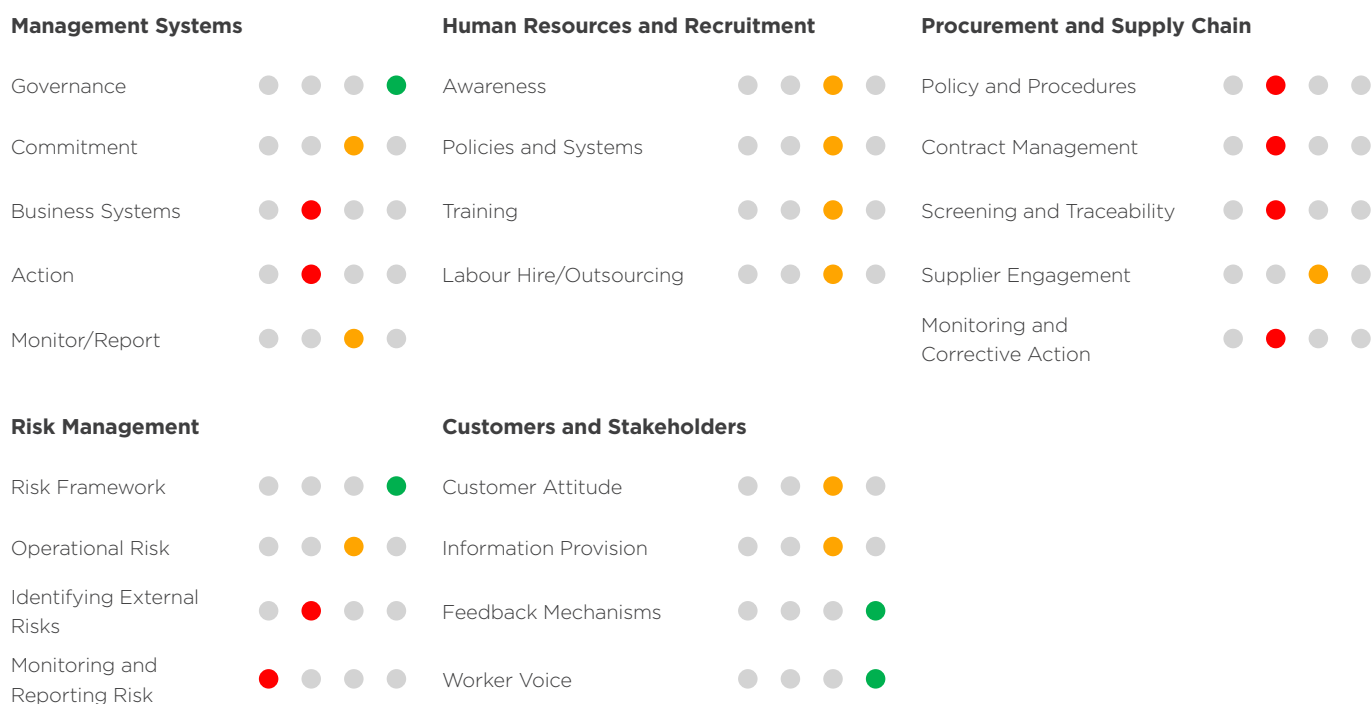 Management Systems
Governance
Commitment
Business Systems
Action
Monitor/Report
Human Resources and Recruitment
Awareness
Policies and Systems
Training
Labour Hire/Outsourcing
Procurement and Supply Chain
Policy and Procedures
Contract Management
Screening and Traceability
Supplier Engagement
Monitoring and
Corrective Action
Risk Management
Risk Framework
Operational Risk
Identifying External
Risks
Monitoring and
Reporting Risk
Customers and Stakeholders
Customer Attitude
Information Provision
Feedback Mechanisms
Worker Voice